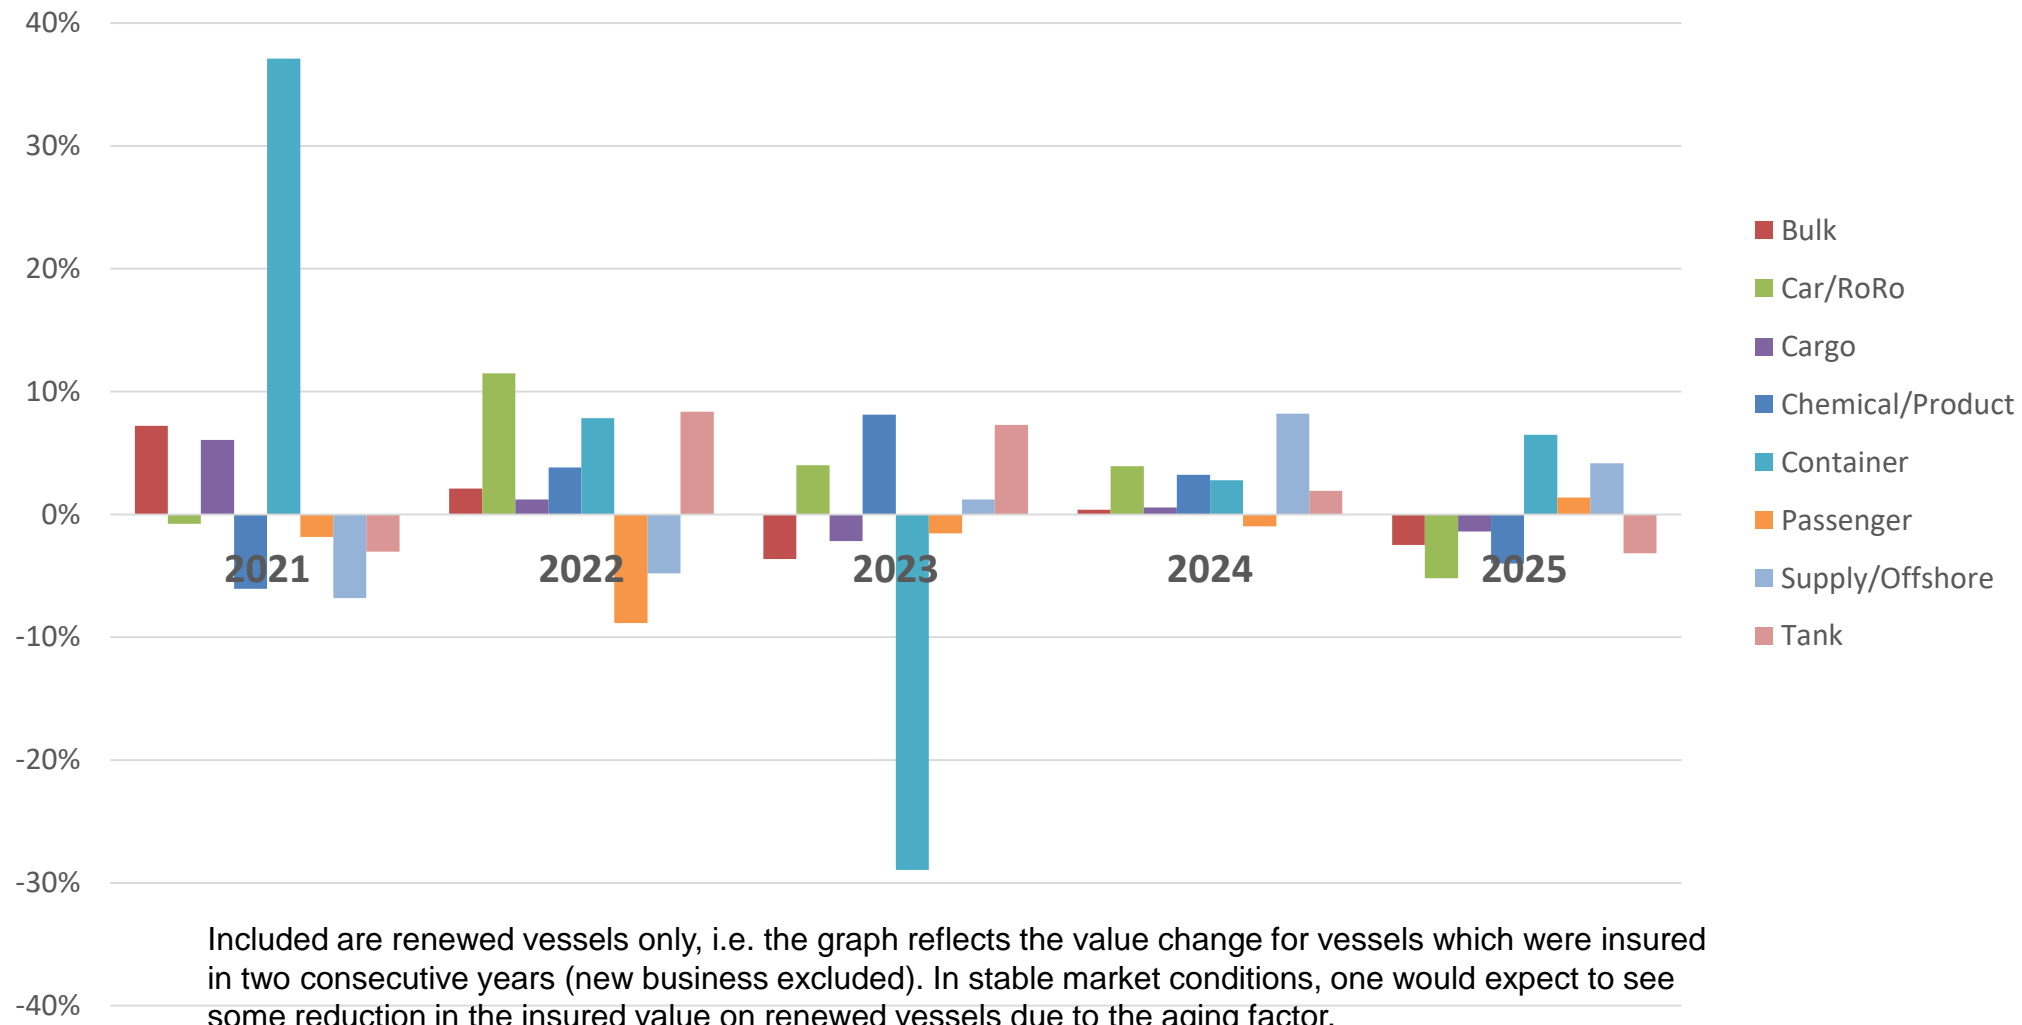 40%
30%
20%
10%
0%
-10%
-20%
-30%
-40%
2021
2022
2023
2024
2025
Bulk
Car/RoRo
Cargo
Chemical/Product
Container
Passenger
Supply/Offshore
Tank
Included are renewed vessels only, i.e. the graph reflects the value change for vessels which were insured
in two consecutive years (new business excluded). In stable market conditions, one would expect to see
some reduction in the insured value on renewed vessels due to the aging factor.